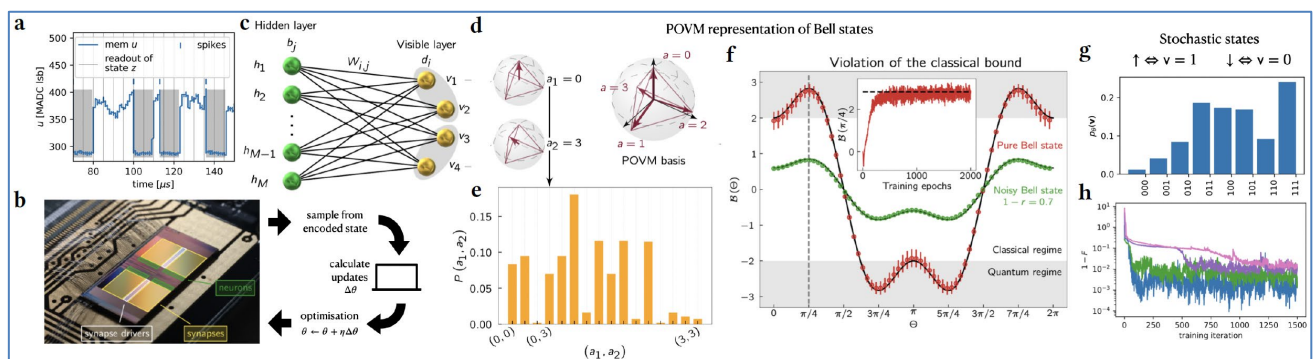 POVM representation of Bell states
Stochastic states
↑ ⇔ v = 1 ↓ ⇔ v = 0
a
mem u
spikes
readout of
state z
u [MADC lsb]
500
450
400
350
300
80 100 120 140
time [μs]
b
neurons
synapse drivers
synapses
c
Hidden layer
b_j
W_{i,j}
Visible layer
d_i
h_1
h_2
h_{M−1}
h_M
v_1
v_2
v_3
v_4
sample from
encoded state
calculate
updates
Δθ
optimisation
θ ← θ + ηΔθ
d
a_1 = 0
a_2 = 3
a = 0
a = 3
a = 2
a = 1
POVM basis
e
P (a_1, a_2)
0.15
0.10
0.05
0.00
(0,0) (0,3) (3,3)
(a_1, a_2)
f
Violation of the classical bound
B(Θ)
3
2
1
0
−1
−2
−3
B (π/4)
2
0
0 1000 2000
Training epochs
Pure Bell state
Noisy Bell state
1 − r = 0.7
Classical regime
Quantum regime
0 π/4 π/2 3π/4 π 5π/4 3π/2 7π/4 2π
Θ
g
p_θ(v)
0.2
0.1
0.0
000 001 010 011 100 101 110 111
h
1 − F
10^1
10^0
10^−1
10^−2
10^−3
10^−4
0 250 500 750 1000 1250 1500
training iteration